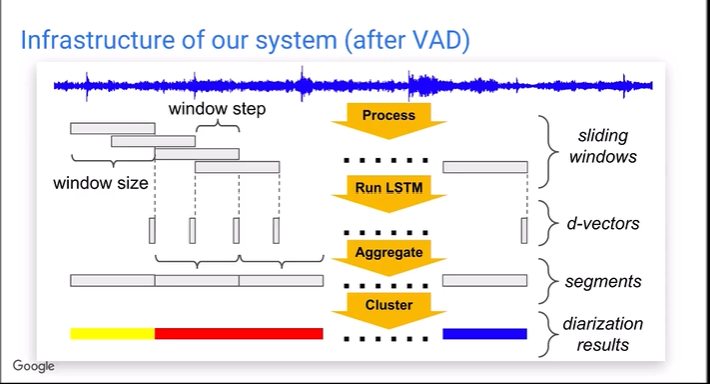 Infrastructure of our system (after VAD)
window step
Process
sliding
windows
window size
Run LSTM
d-vectors
Aggregate
segments
Cluster
diarization
results
Google